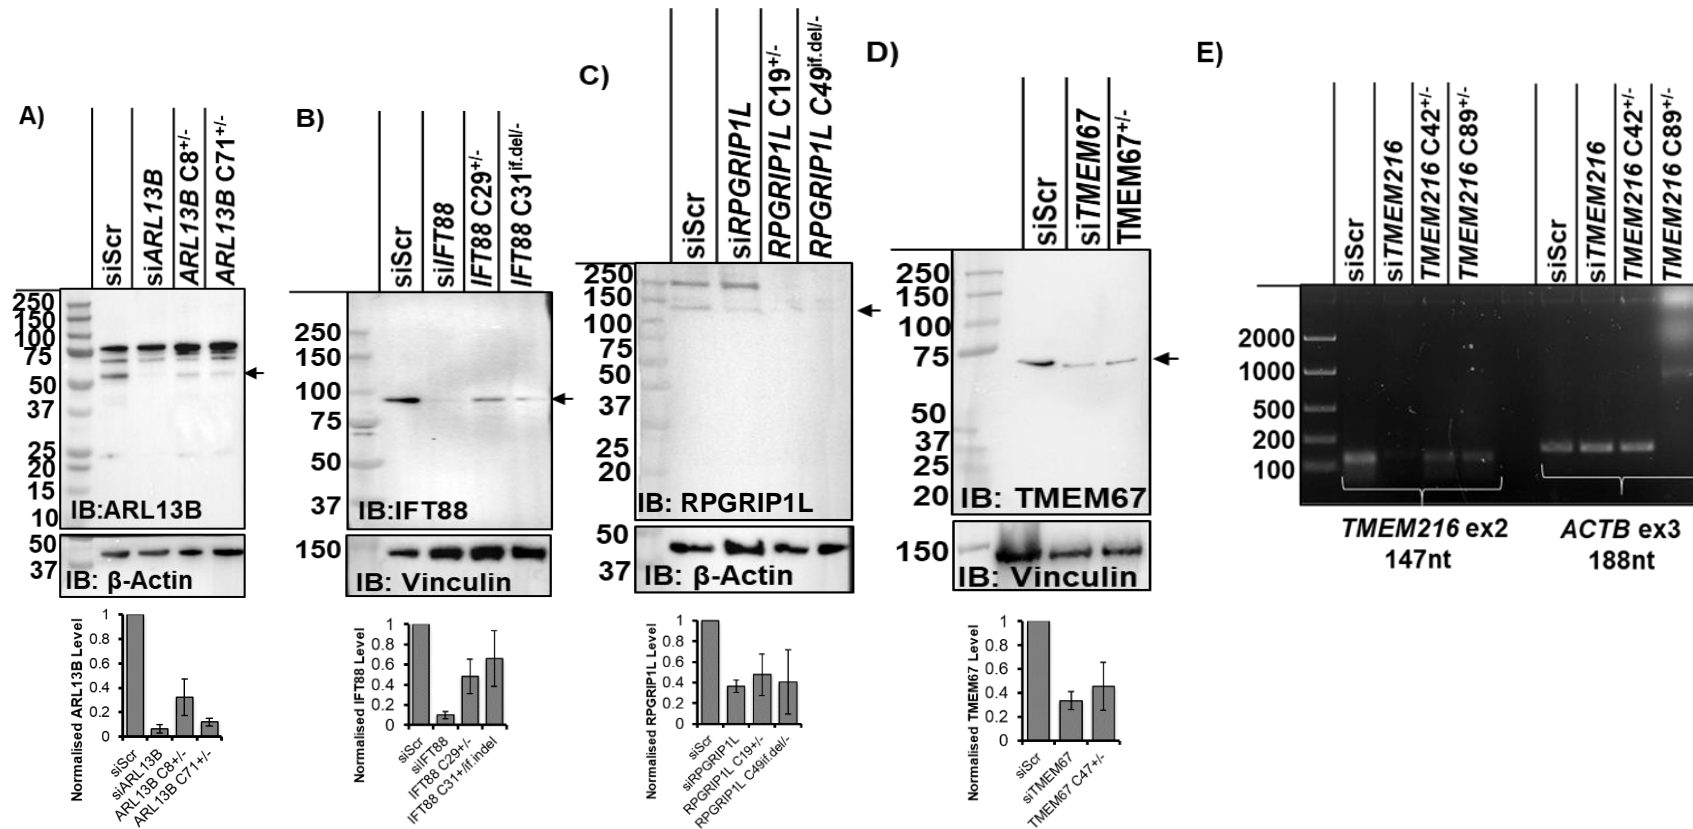 A)
siScr
siARL13B
ARL13B C8+/-
ARL13B C71+/-
250
150
100
75
50
37
25
20
15
10
IB:ARL13B
50
37
IB: β-Actin
Normalised ARL13B Level
1
0.8
0.6
0.4
0.2
0
siScr
siARL13B
ARL13B C8+/-
ARL13B C71+/-
B)
siScr
siIFT88
IFT88 C29+/-
IFT88 C31if.del/-
250
150
100
75
50
37
IB:IFT88
150
IB: Vinculin
Normalised IFT88 Level
1
0.8
0.6
0.4
0.2
0
siScr
siIFT88
IFT88 C29+/-
IFT88 C31+/if.indel
C)
siScr
siRPGRIP1L
RPGRIP1L C19+/-
RPGRIP1L C49if.del/-
250
150
100
75
50
37
25
20
IB: RPGRIP1L
50
37
IB: β-Actin
Normalised RPGRIP1L Level
1
0.8
0.6
0.4
0.2
0
siScr
siRPGRIP1L
RPGRIP1L C19+/-
RPGRIP1L C49if.del/-
D)
siScr
siTMEM67
TMEM67+/-
250
150
100
75
50
37
25
20
IB: TMEM67
150
IB: Vinculin
Normalised TMEM67 Level
1
0.8
0.6
0.4
0.2
0
siScr
siTMEM67
TMEM67 C47+/-
E)
siScr
siTMEM216
TMEM216 C42+/-
TMEM216 C89+/-
siScr
siTMEM216
TMEM216 C42+/-
TMEM216 C89+/-
2000
1000
500
200
100
TMEM216 ex2
147nt
ACTB ex3
188nt